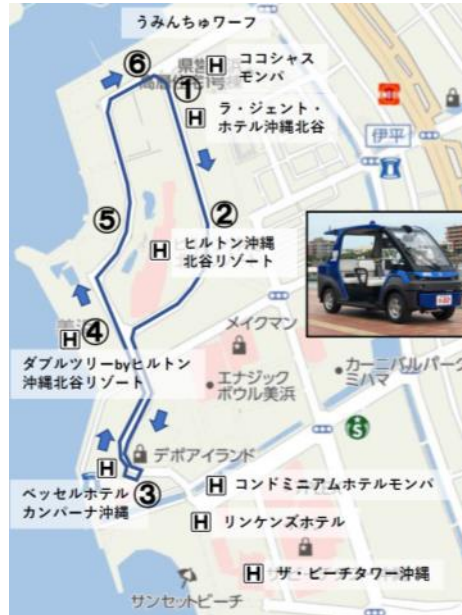 うみんちゅワーフ
⑥
①
H ココシャス
モンパ
H ラ・ジェント・
ホテル沖縄北谷
伊平
②
⑤
H ヒルトン沖縄
北谷リゾート
④
H
メイクマン
ダブルツリーbyヒルトン
沖縄北谷リゾート
エナジック
ボウル美浜
カーニバルパーク
ミハマ
S
デポアイランド
H
③
ベッセルホテル
カンパーナ沖縄
H コンドミニアムホテルモンパ
H リンケンズホテル
H ザ・ビーチタワー沖縄
サンセットビーチ